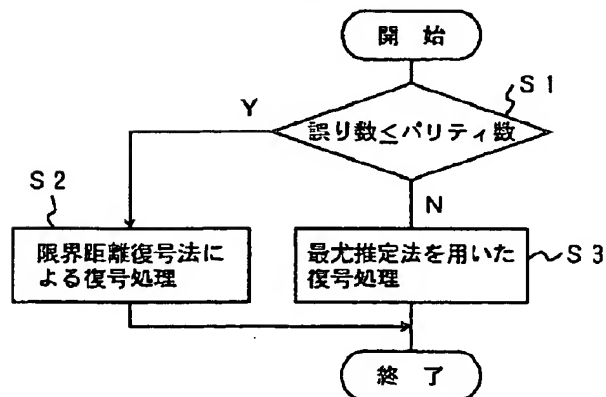 開 始
S1
Y
誤り数≦パリティ数
S2
N
限界距離復号法に
よる復号処理
最尤推定法を用いた
復号処理
S3
終 了